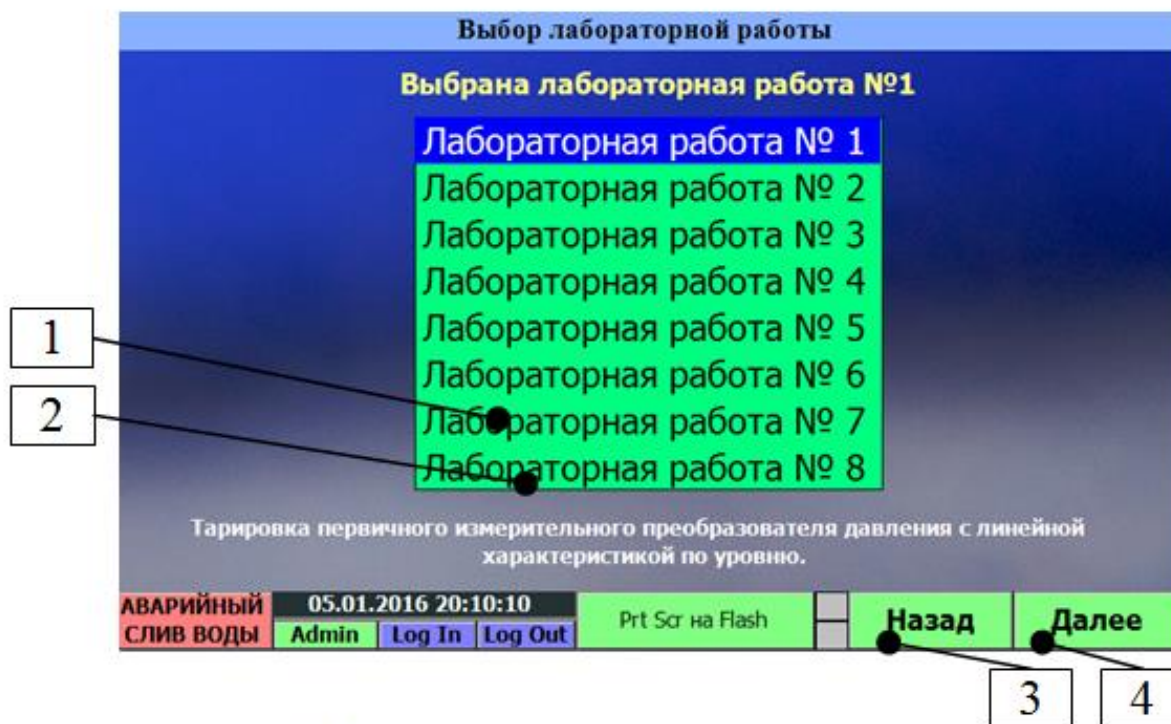 Выбор лабораторной работы
Выбрана лабораторная работа №1
Лабораторная работа № 1
Лабораторная работа № 2
Лабораторная работа № 3
Лабораторная работа № 4
Лабораторная работа № 5
Лабораторная работа № 6
Лабораторная работа № 7
Лабораторная работа № 8
1
2
Тарировка первичного измерительного преобразователя давления с линейной
характеристикой по уровню.
АВАРИЙНЫЙ
СЛИВ ВОДЫ
05.01.2016 20:10:10
Admin Log In Log Out
Prt Scr на Flash
Назад
Далее
3
4